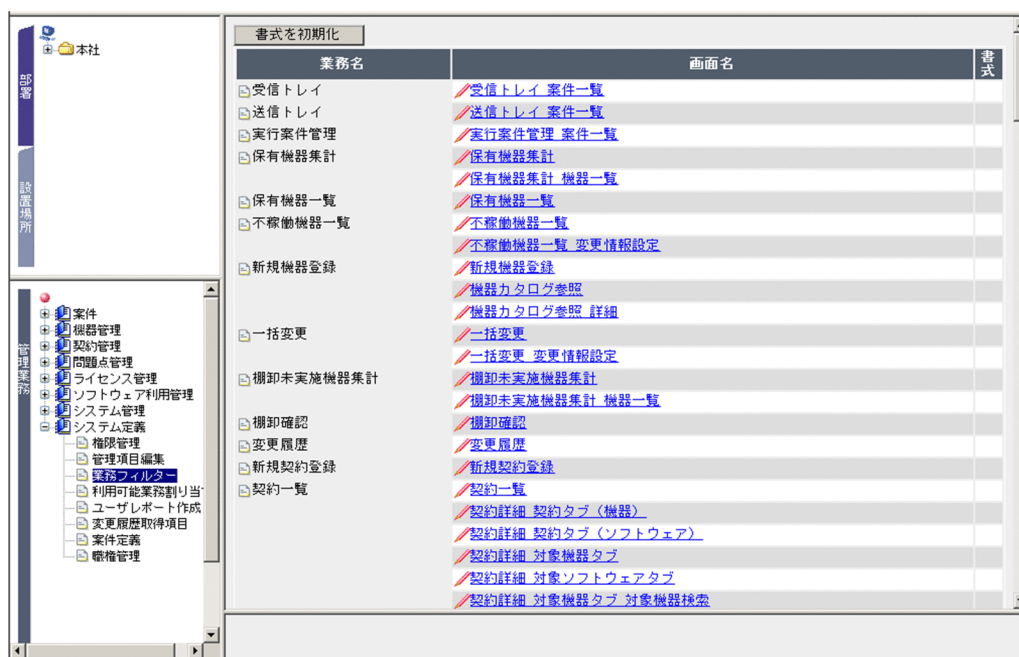 部署
本社
設置場所
管理業務
案件
機器管理
契約管理
問題点管理
ライセンス管理
ソフトウェア利用管理
システム管理
システム定義
権限管理
管理項目編集
業務フィルター
利用可能業務割り当
ユーザレポート作成
変更履歴取得項目
案件定義
職権管理
書式を初期化
業務名 画面名 書式
受信トレイ 受信トレイ 案件一覧
送信トレイ 送信トレイ 案件一覧
実行案件管理 実行案件管理 案件一覧
保有機器集計 保有機器集計
保有機器集計 機器一覧
保有機器一覧 保有機器一覧
不稼働機器一覧 不稼働機器一覧
不稼働機器一覧 変更情報設定
新規機器登録 新規機器登録
機器カタログ参照
機器カタログ参照 詳細
一括変更 一括変更
一括変更 変更情報設定
棚卸未実施機器集計 棚卸未実施機器集計
棚卸未実施機器集計 機器一覧
棚卸確認 棚卸確認
変更履歴 変更履歴
新規契約登録 新規契約登録
契約一覧 契約一覧
契約詳細 契約タブ（機器）
契約詳細 契約タブ（ソフトウェア）
契約詳細 対象機器タブ
契約詳細 対象ソフトウェアタブ
契約詳細 対象機器タブ 対象機器検索